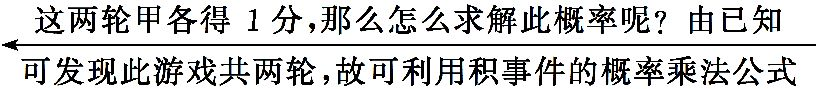 这两轮甲各得 1 分,那么怎么求解此概率呢? 由已知
可发现此游戏共两轮,故可利用积事件的概率乘法公式